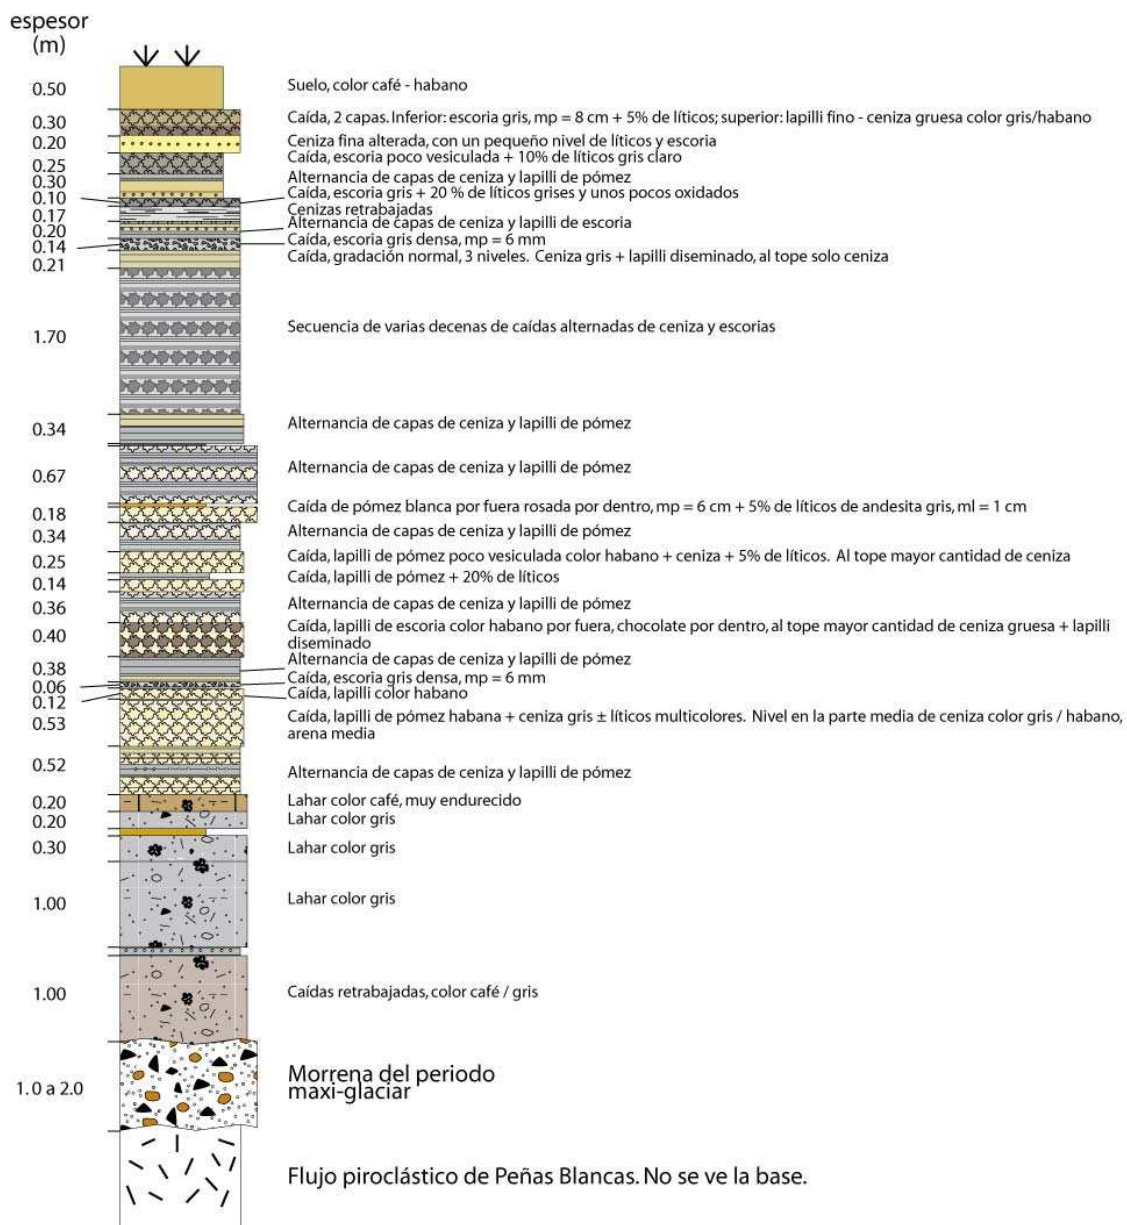 espesor
(m)
0.50 Suelo, color café - habano
0.30 Caída, 2 capas. Inferior: escoria gris, mp = 8 cm + 5% de líticos; superior: lapilli fino - ceniza gruesa color gris/habano
0.20 Ceniza fina alterada, con un pequeño nivel de líticos y escoria
0.25 Caída, escoria poco vesiculada + 10% de líticos gris claro
0.30 Alternancia de capas de ceniza y lapilli de pómez
0.10 Caída, escoria gris + 20 % de líticos grises y unos pocos oxidados
0.17 Cenizas retrabajadas
0.20 Alternancia de capas de ceniza y lapilli de escoria
0.14 Caída, escoria gris densa, mp = 6 mm
0.21 Caída, gradación normal, 3 niveles. Ceniza gris + lapilli diseminado, al tope solo ceniza
1.70 Secuencia de varias decenas de caídas alternadas de ceniza y escorias
0.34 Alternancia de capas de ceniza y lapilli de pómez
0.67 Alternancia de capas de ceniza y lapilli de pómez
0.18 Caída de pómez blanca por fuera rosada por dentro, mp = 6 cm + 5% de líticos de andesita gris, ml = 1 cm
0.34 Alternancia de capas de ceniza y lapilli de pómez
0.25 Caída, lapilli de pómez poco vesiculada color habano + ceniza + 5% de líticos. Al tope mayor cantidad de ceniza
0.14 Caída, lapilli de pómez + 20% de líticos
0.36 Alternancia de capas de ceniza y lapilli de pómez
0.40 Caída, lapilli de escoria color habano por fuera, chocolate por dentro, al tope mayor cantidad de ceniza gruesa + lapilli
diseminado
0.38 Alternancia de capas de ceniza y lapilli de pómez
0.06 Caída, escoria gris densa, mp = 6 mm
0.12 Caída, lapilli color habano
0.53 Caída, lapilli de pómez habana + ceniza gris ± líticos multicolores. Nivel en la parte media de ceniza color gris / habano,
arena media
0.52 Alternancia de capas de ceniza y lapilli de pómez
0.20 Lahar color café, muy endurecido
0.20 Lahar color gris
0.30 Lahar color gris
1.00 Lahar color gris
1.00 Caídas retrabajadas, color café / gris
1.0 a 2.0 Morrena del periodo
maxi-glaciar
Flujo piroclástico de Peñas Blancas. No se ve la base.